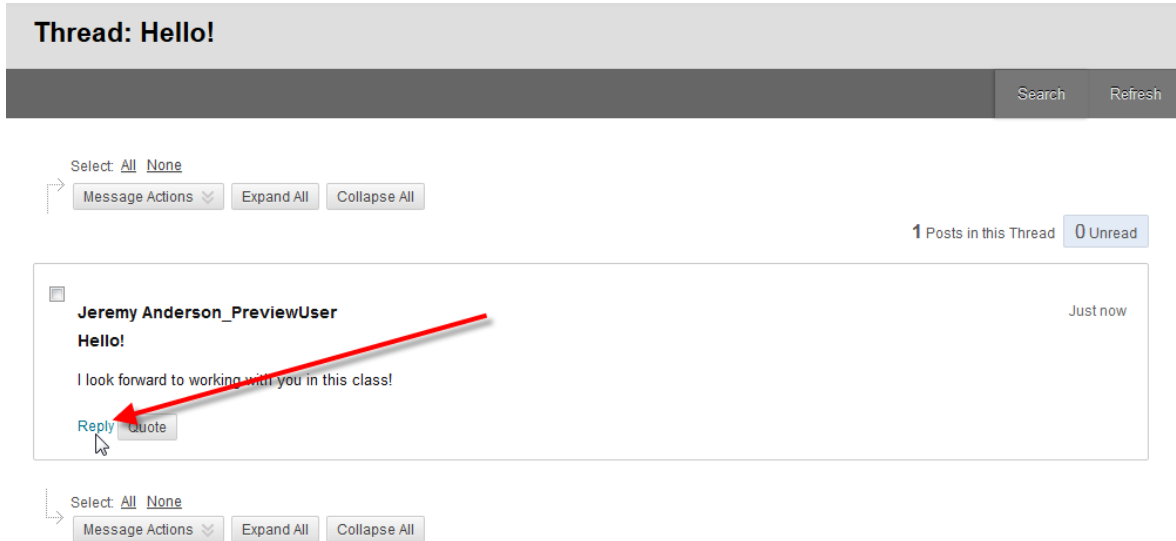 Thread: Hello!
Search Refresh
Select: All None
Message Actions Expand All Collapse All
1 Posts in this Thread 0 Unread
Jeremy Anderson_PreviewUser Just now
Hello!
I look forward to working with you in this class!
Reply Quote
Select: All None
Message Actions Expand All Collapse All